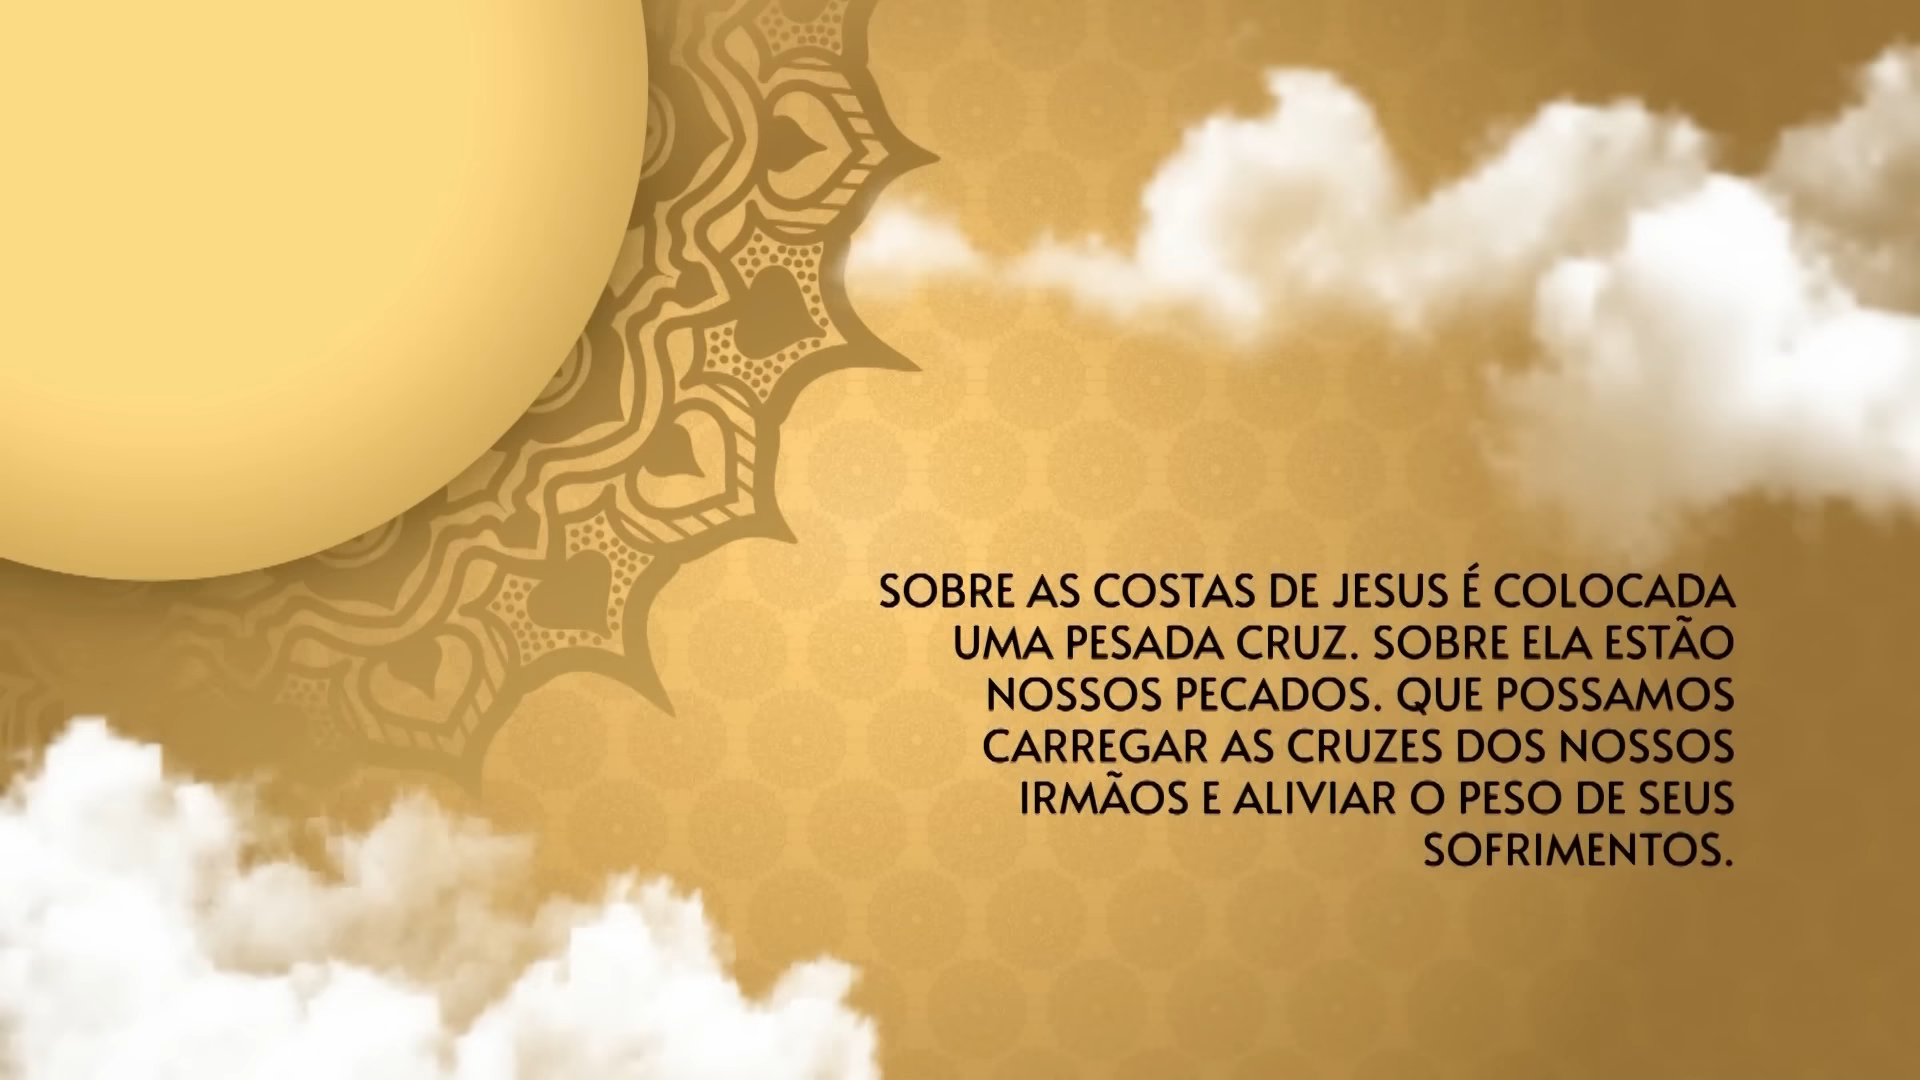 SOBRE AS COSTAS DE JESUS É COLOCADA
UMA PESADA CRUZ. SOBRE ELA ESTÃO
NOSSOS PECADOS. QUE POSSAMOS
CARREGAR AS CRUZES DOS NOSSOS
IRMÃOS E ALIVIAR O PESO DE SEUS
SOFRIMENTOS.